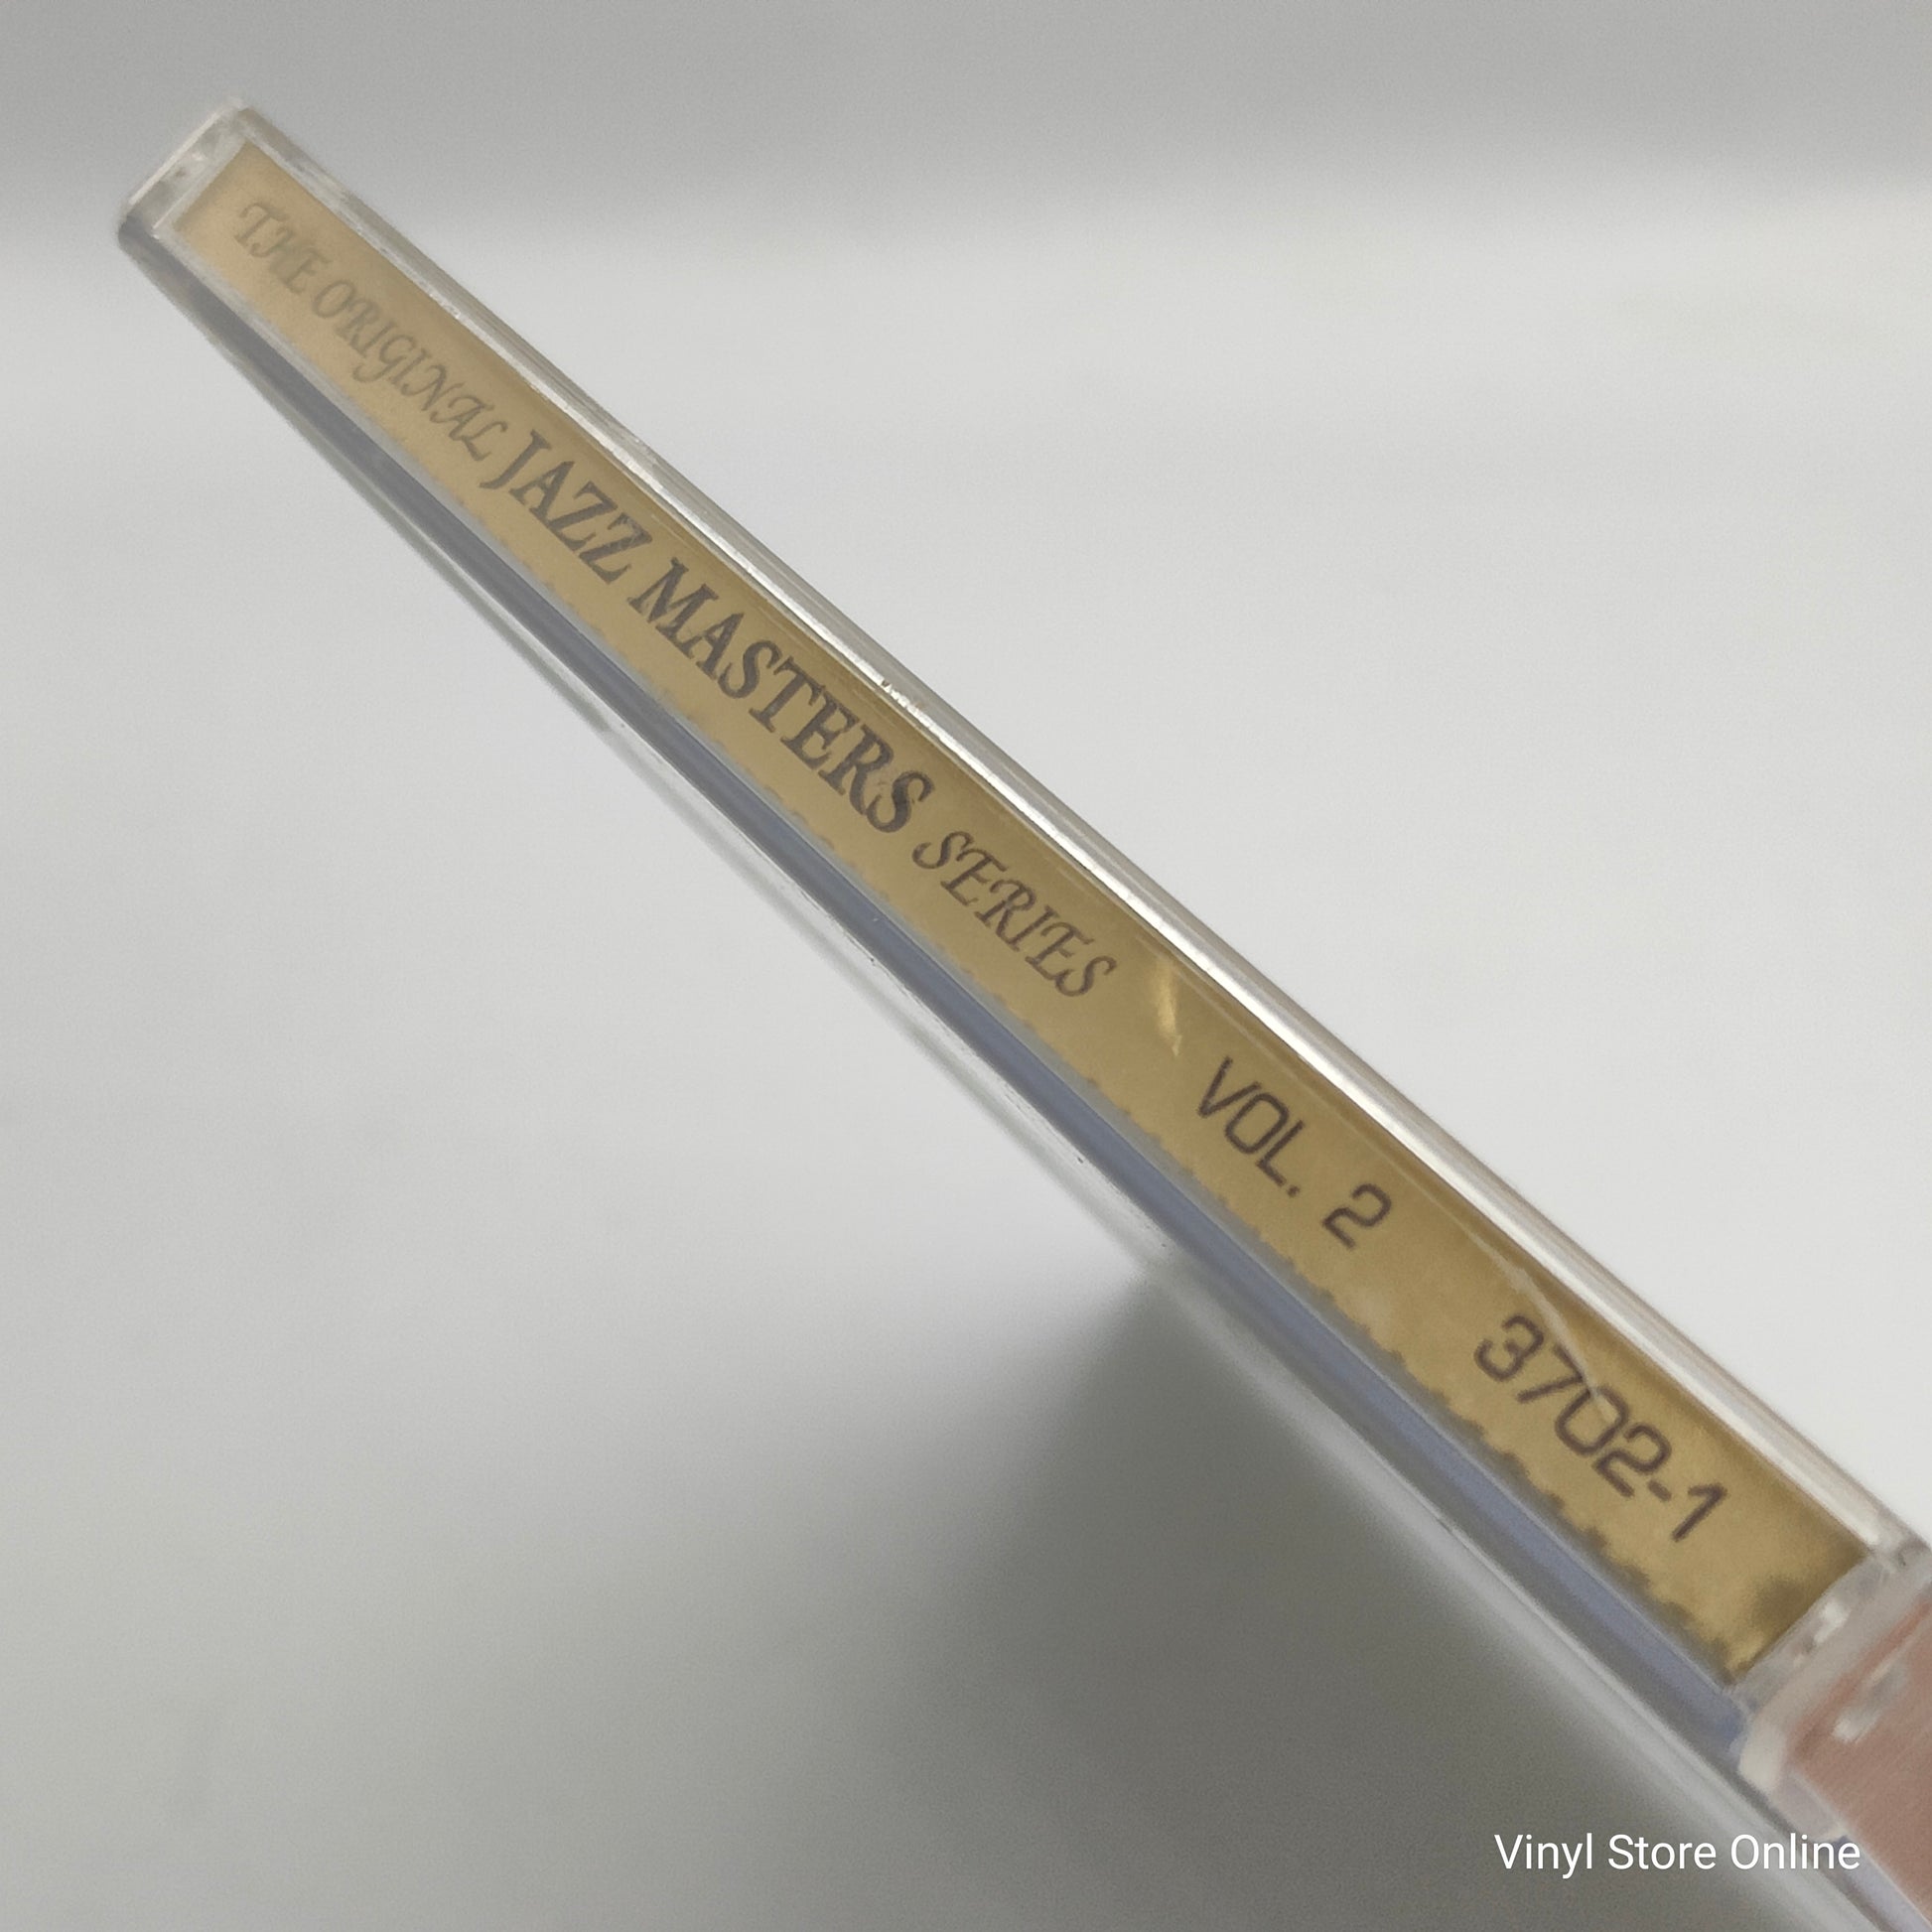 THE ORIGINAL JAZZ MASTERS SERIES VOL. 2 3702-1
Vinyl Store Online